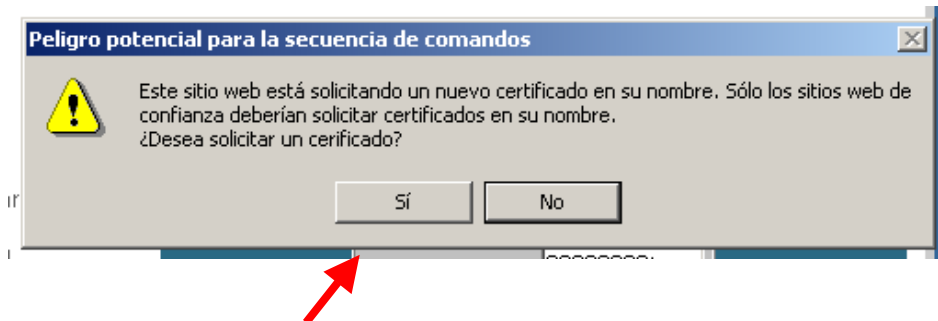 Peligro potencial para la secuencia de comandos
Este sitio web está solicitando un nuevo certificado en su nombre. Sólo los sitios web de
confianza deberían solicitar certificados en su nombre.
¿Desea solicitar un cerificado?
Sí No